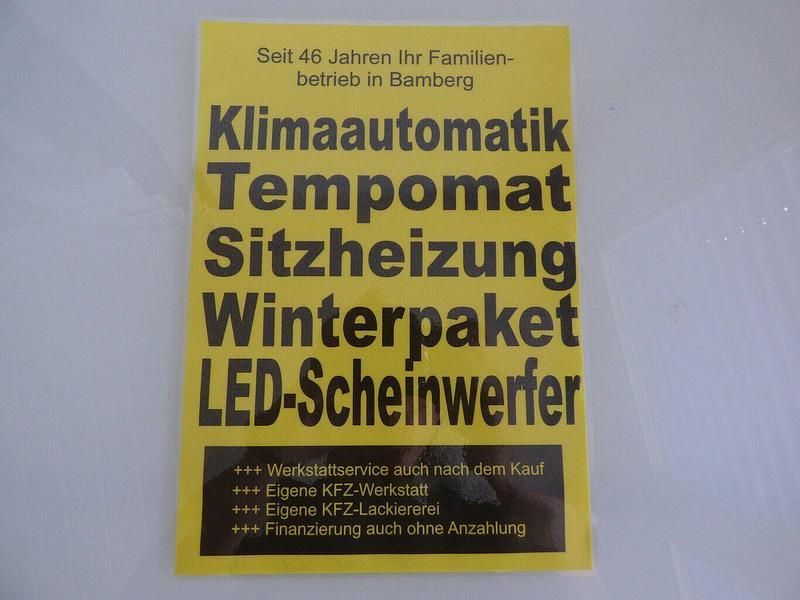 Seit 46 Jahren Ihr Familien-
betrieb in Bamberg
Klimaautomatik
Tempomat
Sitzheizung
Winterpaket
LED-Scheinwerfer
+++ Werkstattservice auch nach dem Kauf
+++ Eigene KFZ-Werkstatt
+++ Eigene KFZ-Lackiererei
+++ Finanzierung auch ohne Anzahlung